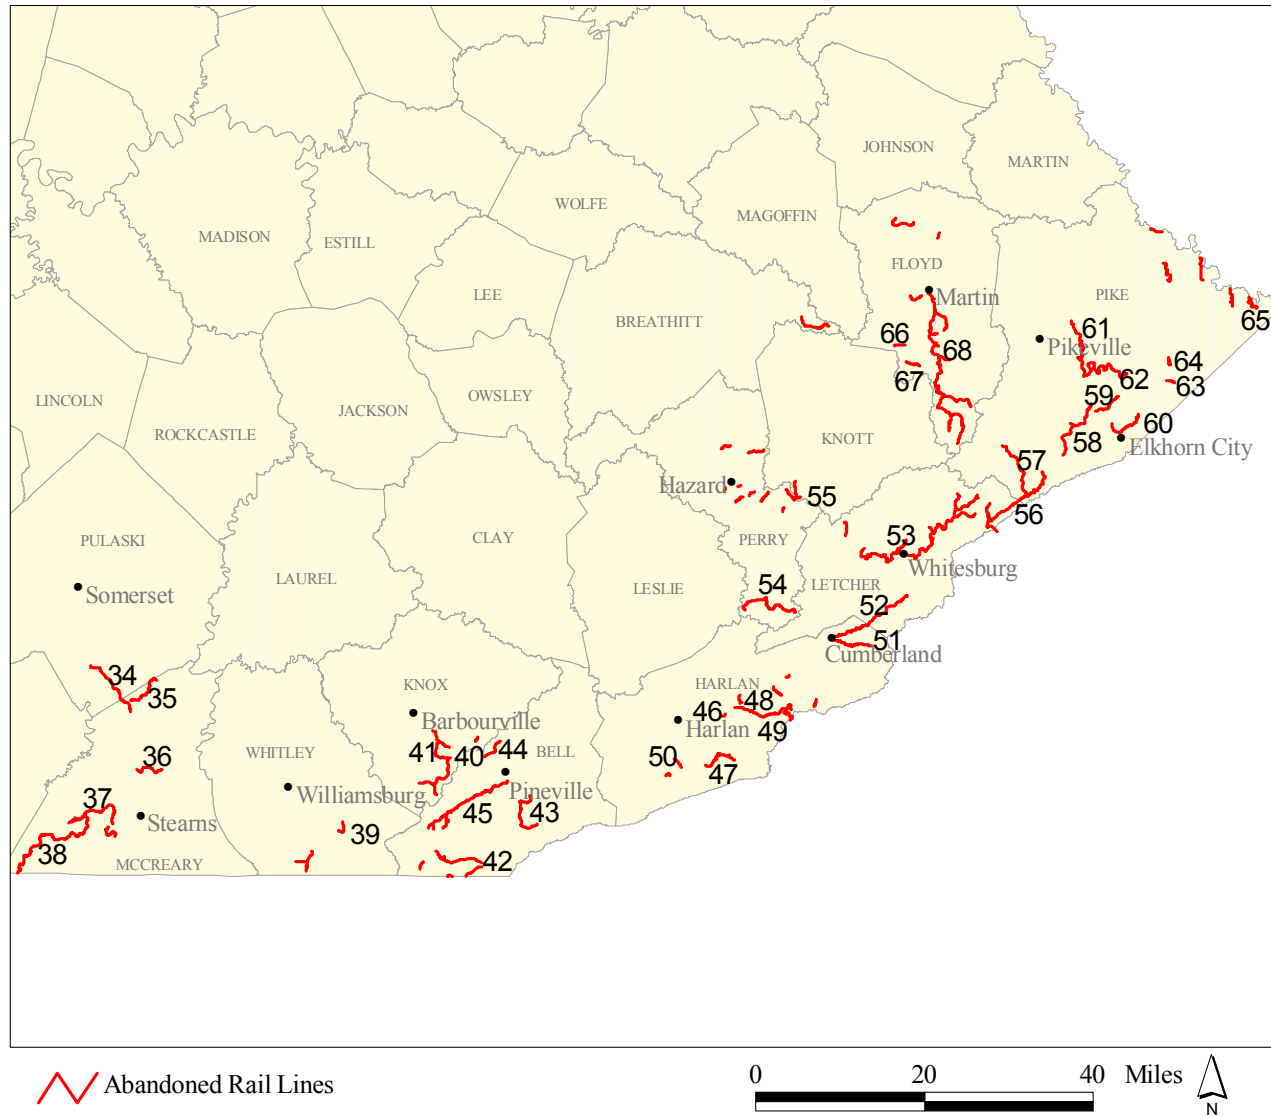 JOHNSON
MARTIN
WOLFE
MAGOFFIN
MADISON
ESTILL
FLOYD
LEE
Martin
PIKE
BREATHITT
65
61
66
68
Pikeville
64
67
62
63
LINCOLN
OWSLEY
59
JACKSON
60
ROCKCASTLE
KNOTT
58
Elkhorn City
57
Hazard
55
56
PULASKI
CLAY
PERRY
53
LAUREL
Whitesburg
Somerset
LESLIE
54
LETCHER
52
51
Cumberland
34
KNOX
HARLAN
35
48
46
Barbourville
Harlan
49
WHITLEY
41
40
44
BELL
50
36
47
Williamsburg
Pineville
37
45
43
Stearns
39
38
MCCREARY
42
Abandoned Rail Lines
0 20 40 Miles
N